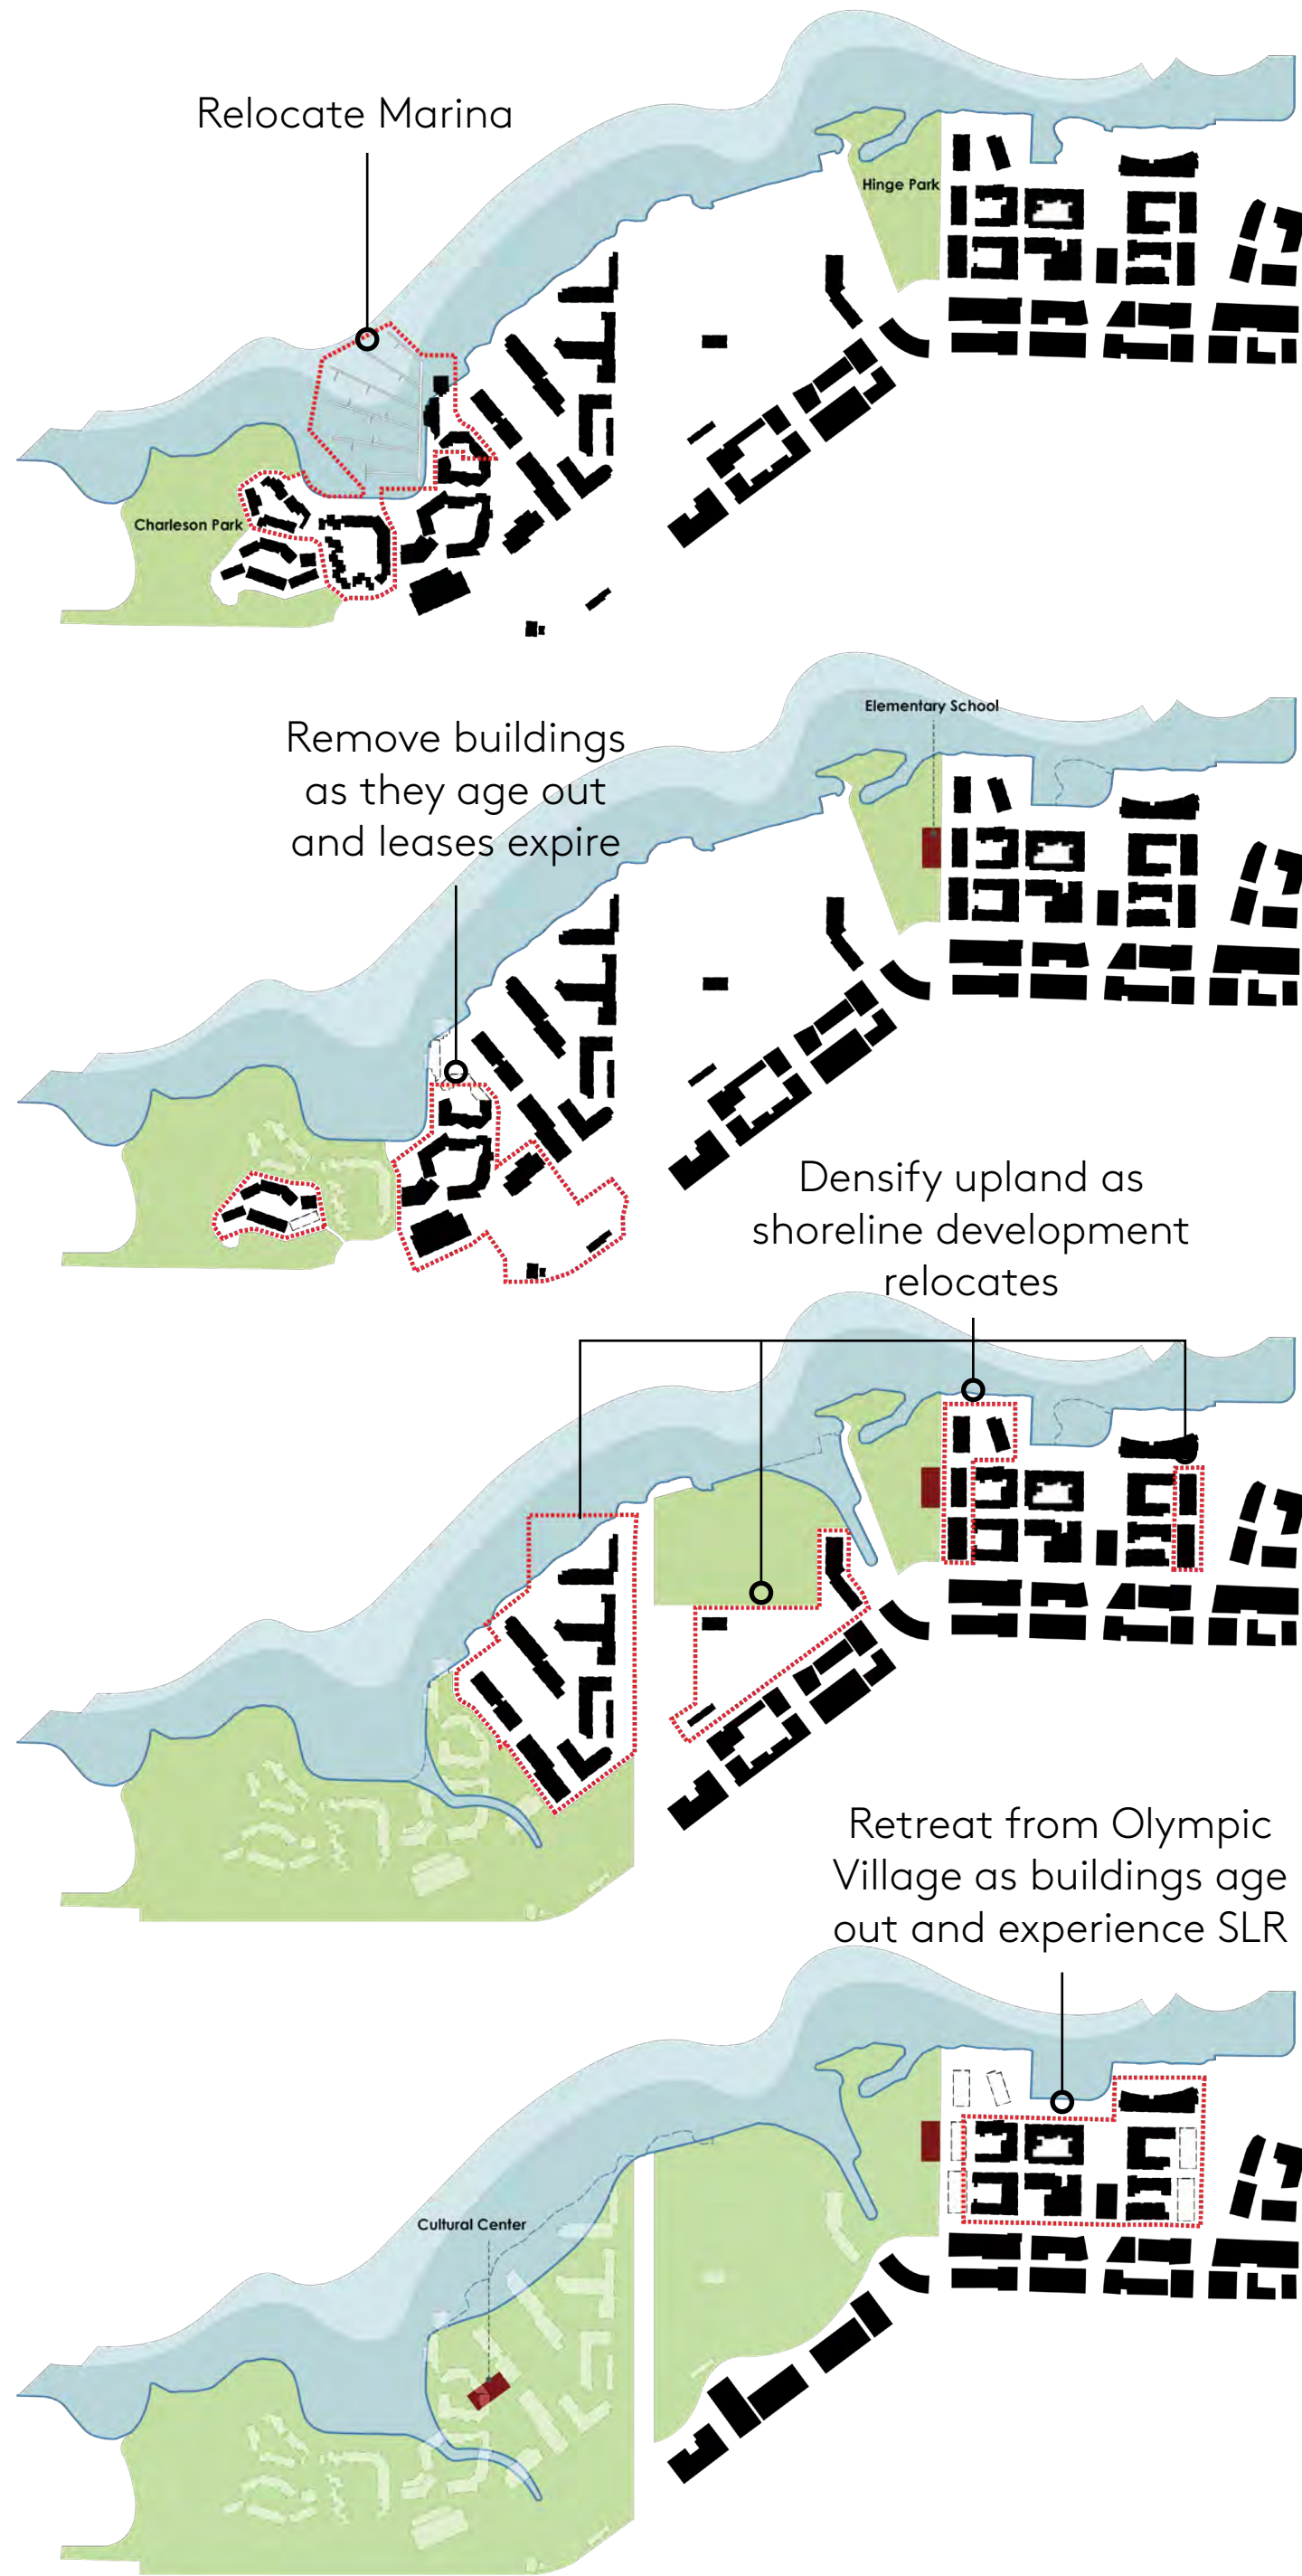 Relocate Marina
Hinge Park
Charleson Park
Elementary School
Remove buildings
as they age out
and leases expire
Densify upland as
shoreline development
relocates
Retreat from Olympic
Village as buildings age
out and experience SLR
Cultural Center